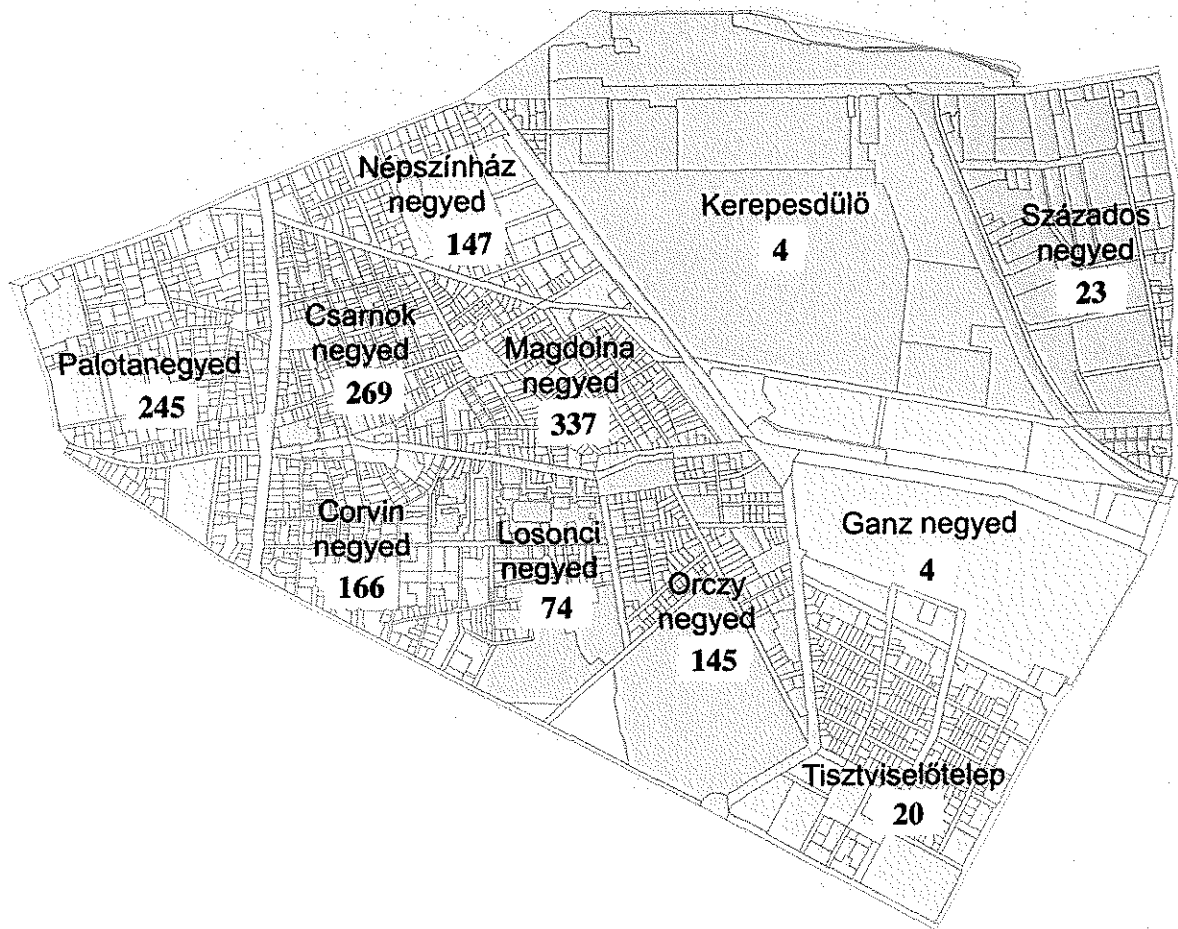 Népszínház
negyed
147
Kerepesdülö
4
Százados
negyed
23
Csarnok
negyed
269
Palotanegyed
245
Magdolna
negyed
337
Corvin
negyed
166
Losonci
negyed
74
Ganz negyed
4
Orczy
negyed
145
Tisztviselőtelep
20